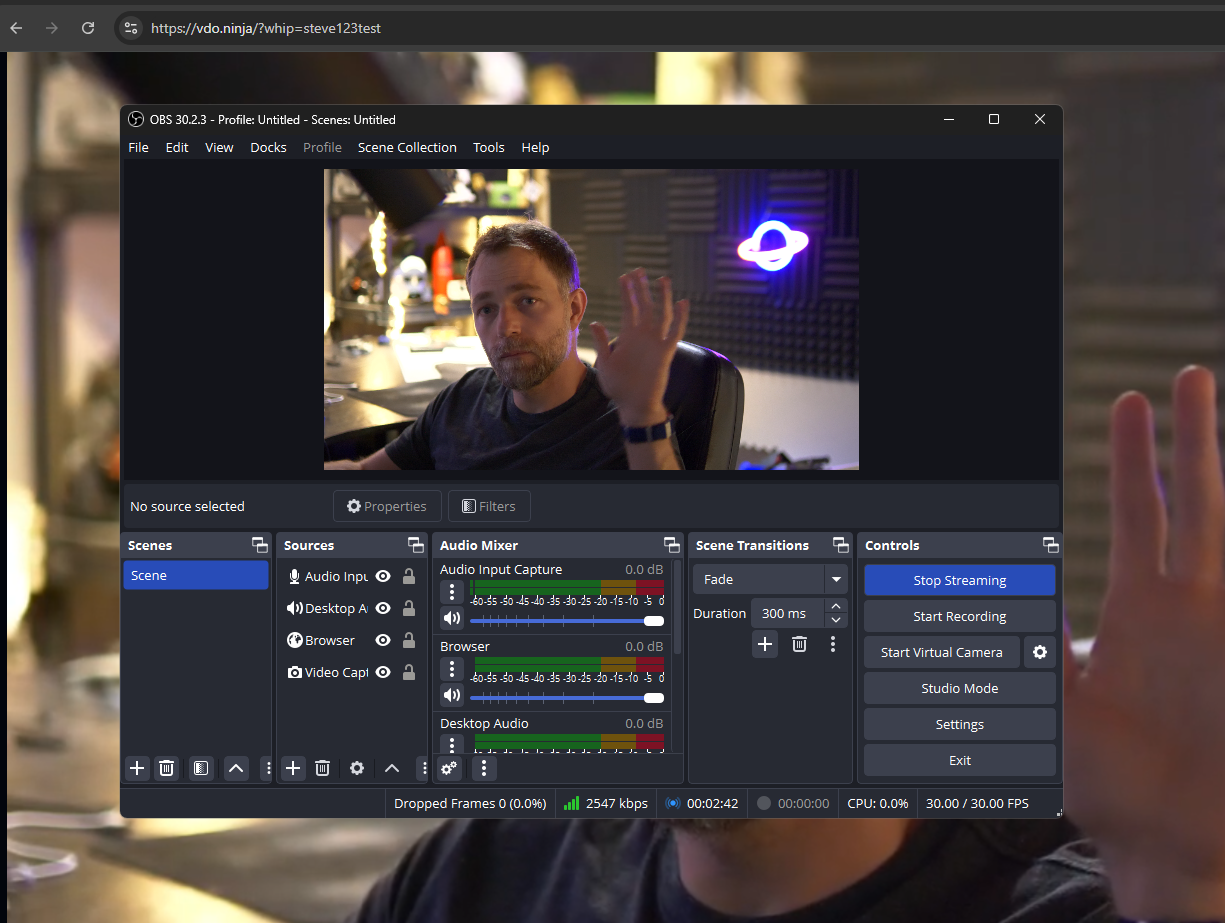 https://vdo.ninja/?whip=steve123test
OBS 30.2.3 - Profile: Untitled - Scenes: Untitled
File Edit View Docks Profile Scene Collection Tools Help
No source selected
Properties
Filters
Scenes
Scene
Sources
Audio Inpu
Desktop A
Browser
Video Capt
Audio Mixer
Audio Input Capture 0.0 dB
-60 -55 -50 -45 -40 -35 -30 -25 -20 -15 -10 -5 0
Browser 0.0 dB
-60 -55 -50 -45 -40 -35 -30 -25 -20 -15 -10 -5 0
Desktop Audio 0.0 dB
Scene Transitions
Fade
Duration 300 ms
Controls
Stop Streaming
Start Recording
Start Virtual Camera
Studio Mode
Settings
Exit
Dropped Frames 0 (0.0%) 2547 kbps 00:02:42 00:00:00 CPU: 0.0% 30.00 / 30.00 FPS